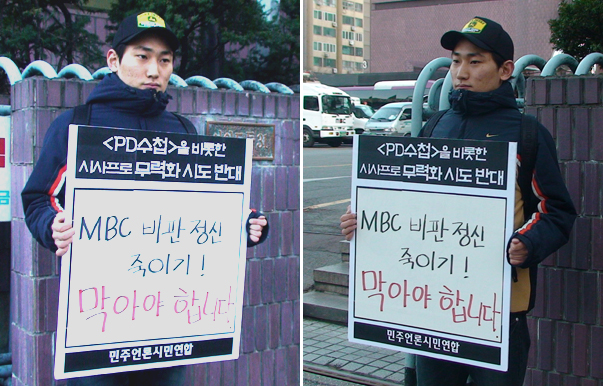 <PD수첩>을 비롯한
시사프로 무력화 시도 반대
MBC 비판 정신
죽이기!
막아야 합니다.
민주언론시민연합
<PD수첩>을 비롯한
시사프로 무력화 시도 반대
MBC 비판 정신
죽이기!
막아야 합니다.
민주언론시민연합